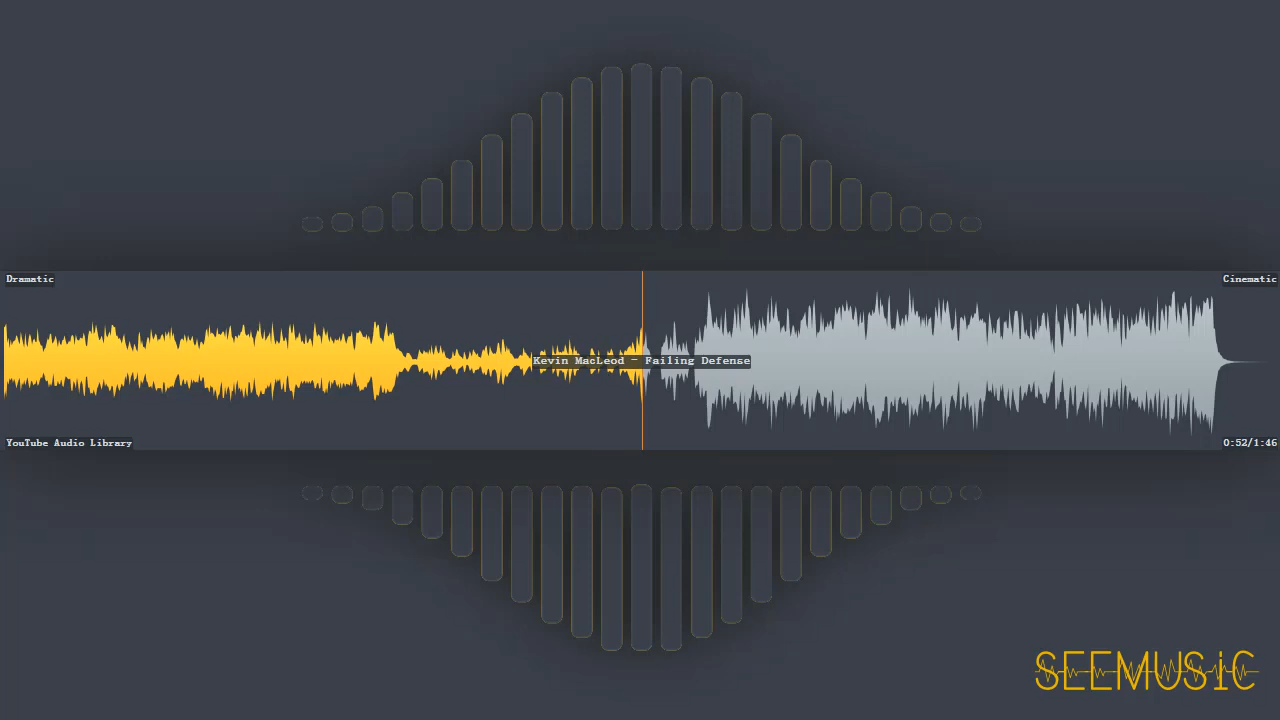 Dramatic
Cinematic
Kevin MacLeod - Failing Defense
YouTube Audio Library
0:52/1:46
SEEMUSiC